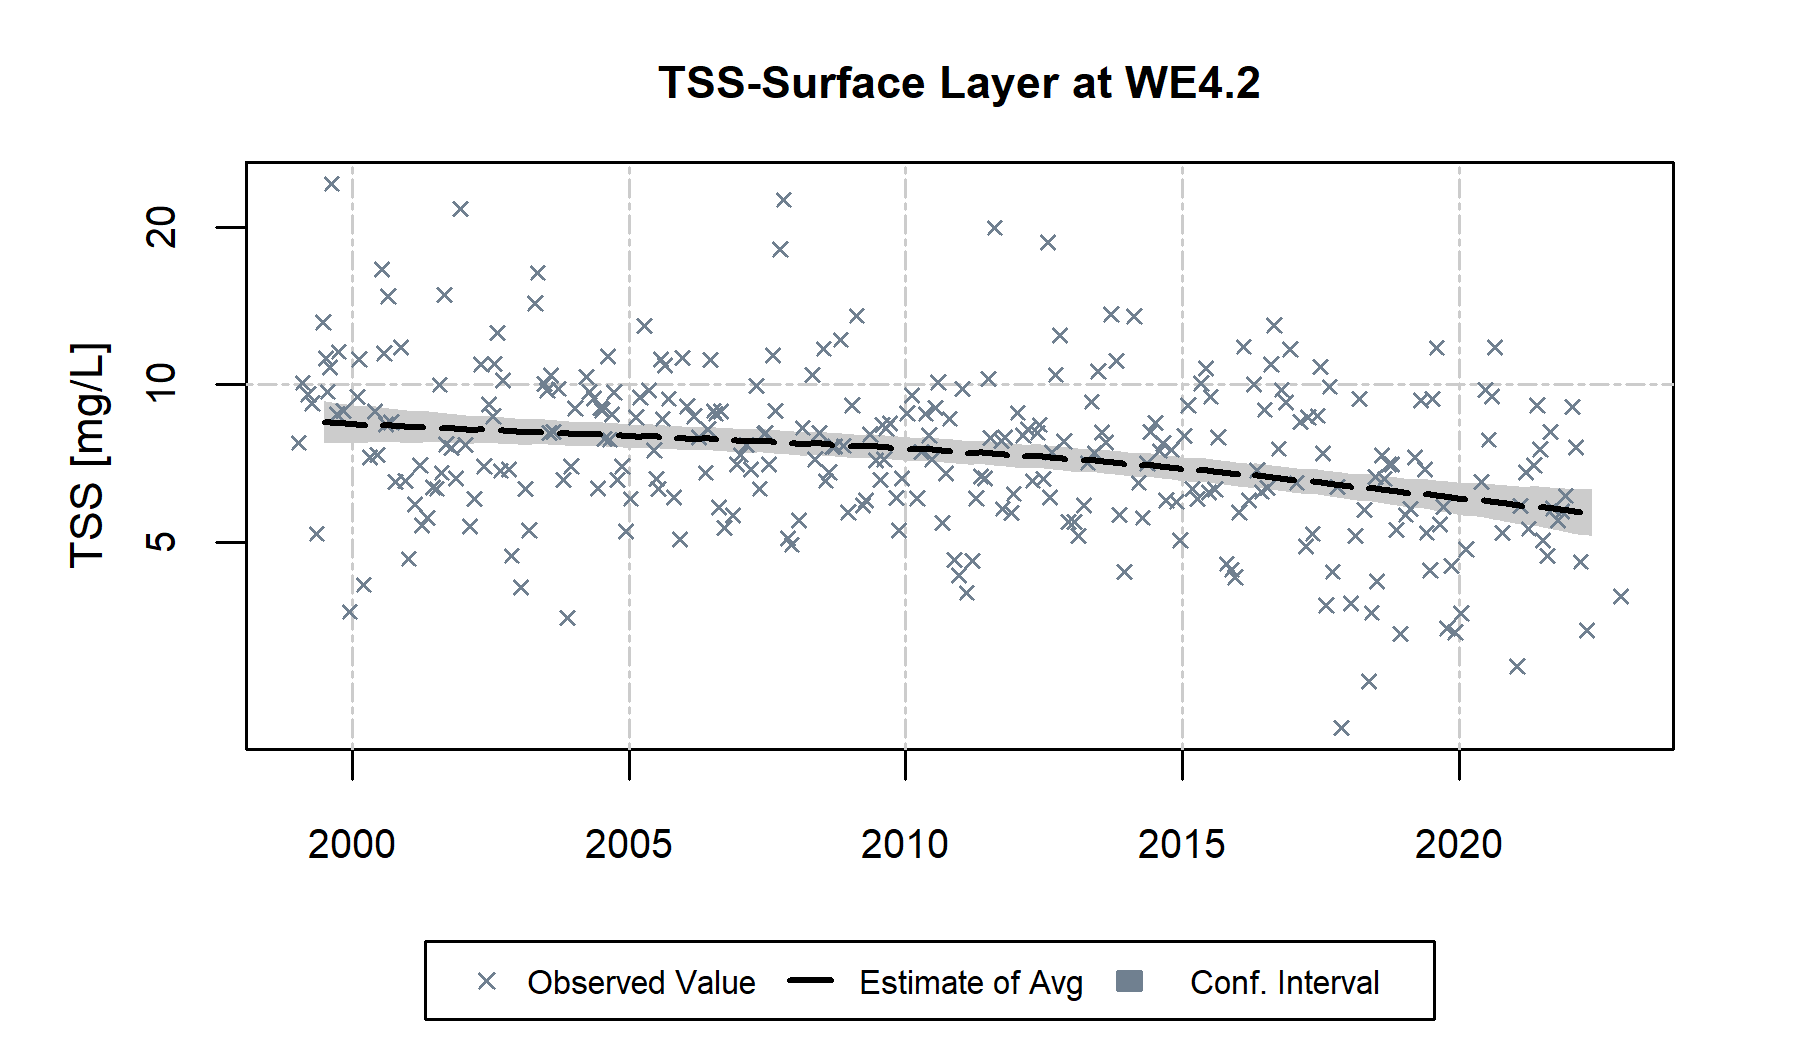 TSS-Surface Layer at WE4.2
TSS [mg/L]
20
10
5
2000 2005 2010 2015 2020
Observed Value Estimate of Avg Conf. Interval